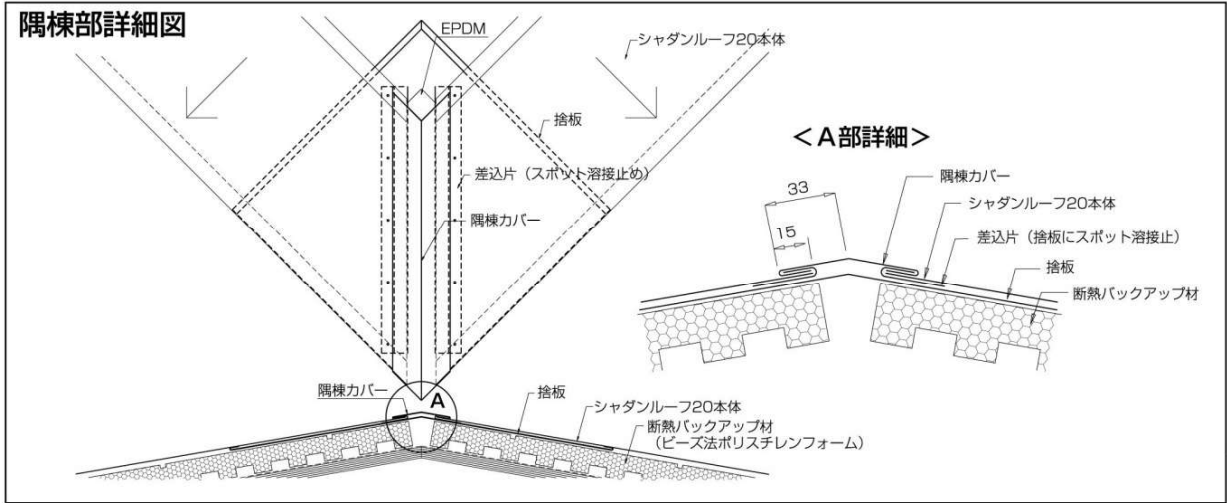 隅棟部詳細図
EPDM
シャダンルーフ20本体
捨板
差込片（スポット溶接止め）
隅棟カバー
隅棟カバー
A
捨板
シャダンルーフ20本体
断熱バックアップ材
（ビーズ法ポリスチレンフォーム）
＜A部詳細＞
33
15
隅棟カバー
シャダンルーフ20本体
差込片（捨板にスポット溶接止）
捨板
断熱バックアップ材